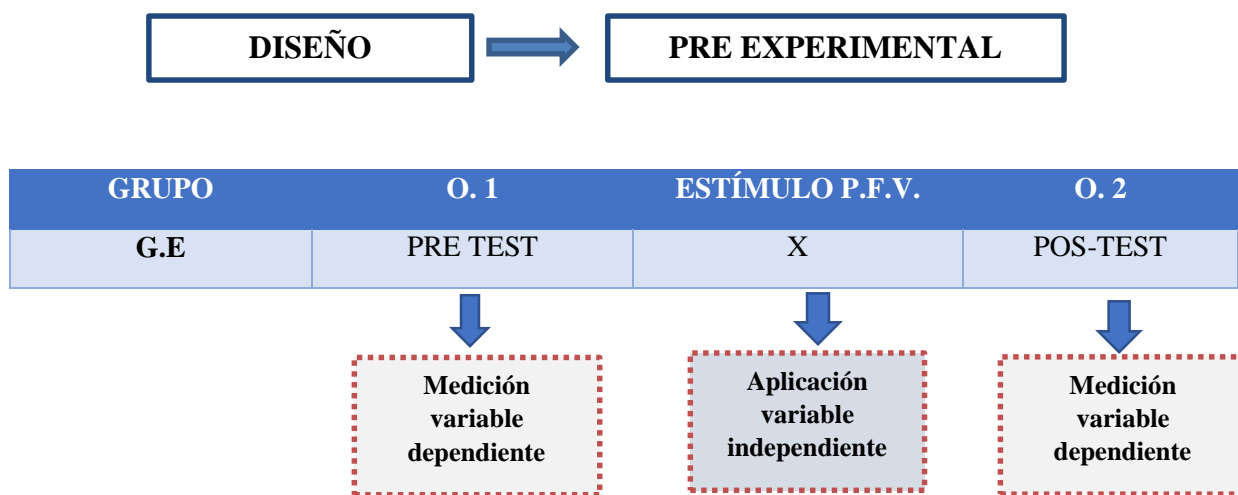 DISEÑO PRE EXPERIMENTAL
GRUPO O. 1 ESTÍMULO P.F.V. O. 2
G.E PRE TEST X POS-TEST
Medición
variable
dependiente
Aplicación
variable
independiente
Medición
variable
dependiente